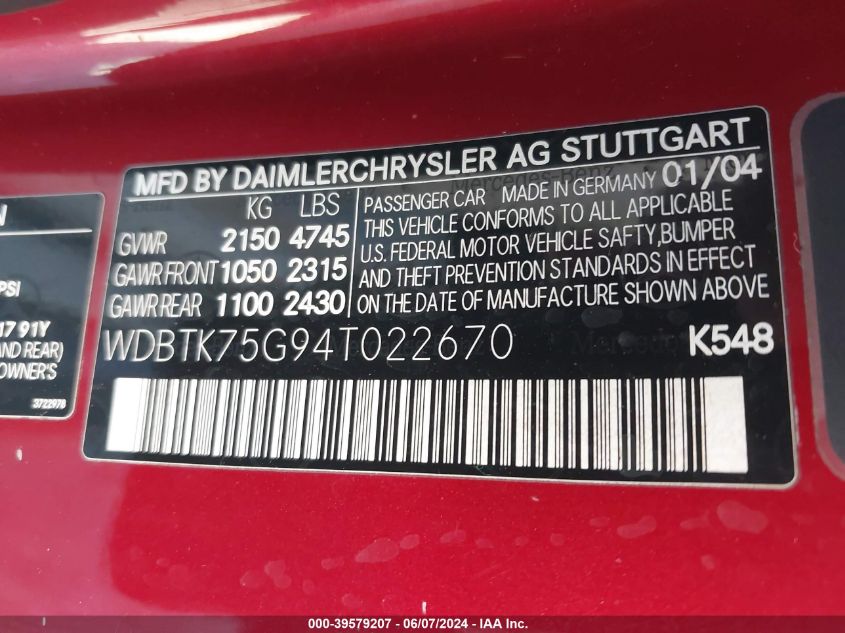 MFD BY DAIMLERCHRYSLER AG STUTTGART
KG LBS
GVWR 2150 4745
GAWR FRONT 1050 2315
GAWR REAR 1100 2430
PASSENGER CAR MADE IN GERMANY 01/04
THIS VEHICLE CONFORMS TO ALL APPLICABLE
U.S. FEDERAL MOTOR VEHICLE SAFTY,BUMPER
AND THEFT PREVENTION STANDARDS IN EFFECT
ON THE DATE OF MANUFACTURE SHOWN ABOVE
WDBTK75G94T022670 K548
PSI
17 91Y
AND REAR)
OWNER'S
3722978
000-39579207 - 06/07/2024 - IAA Inc.